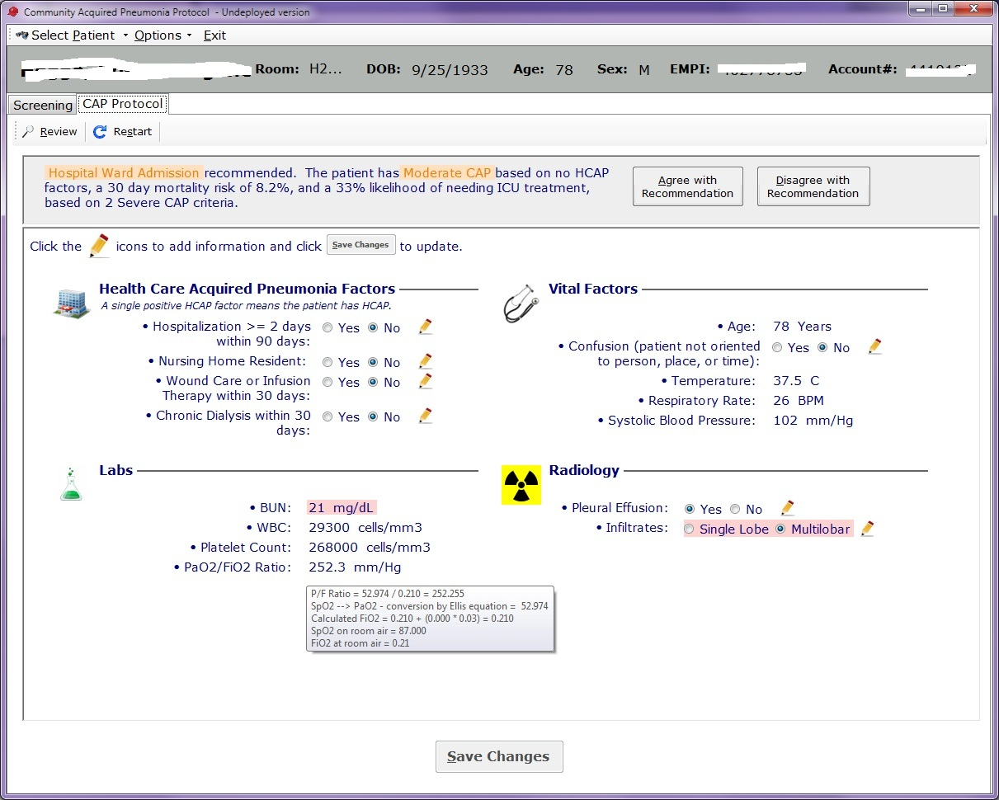 Community Acquired Pneumonia Protocol - Undeployed version
Select Patient Options Exit
Room: H2... DOB: 9/25/1933 Age: 78 Sex: M EMPI: Account#:
Screening CAP Protocol
Review Restart
Hospital Ward Admission recommended. The patient has Moderate CAP based on no HCAP
factors, a 30 day mortality risk of 8.2%, and a 33% likelihood of needing ICU treatment,
based on 2 Severe CAP criteria.
Agree with
Recommendation
Disagree with
Recommendation
Click the icons to add information and click Save Changes to update.
Health Care Acquired Pneumonia Factors
A single positive HCAP factor means the patient has HCAP.
• Hospitalization >= 2 days
within 90 days: Yes No
• Nursing Home Resident: Yes No
• Wound Care or Infusion
Therapy within 30 days: Yes No
• Chronic Dialysis within 30
days: Yes No
Vital Factors
• Age: 78 Years
• Confusion (patient not oriented
to person, place, or time): Yes No
• Temperature: 37.5 C
• Respiratory Rate: 26 BPM
• Systolic Blood Pressure: 102 mm/Hg
Labs
• BUN: 21 mg/dL
• WBC: 29300 cells/mm3
• Platelet Count: 268000 cells/mm3
• PaO2/FiO2 Ratio: 252.3 mm/Hg
P/F Ratio = 52.974 / 0.210 = 252.255
SpO2 --> PaO2 - conversion by Ellis equation = 52.974
Calculated FiO2 = 0.210 + (0.000 * 0.03) = 0.210
SpO2 on room air = 87.000
FiO2 at room air = 0.21
Radiology
• Pleural Effusion: Yes No
• Infiltrates: Single Lobe Multilobar
Save Changes